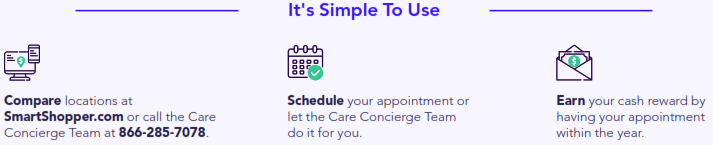 It's Simple To Use
Compare locations at
SmartShopper.com or call the Care
Concierge Team at 866-285-7078.
Schedule your appointment or
let the Care Concierge Team
do it for you.
Earn your cash reward by
having your appointment
within the year.